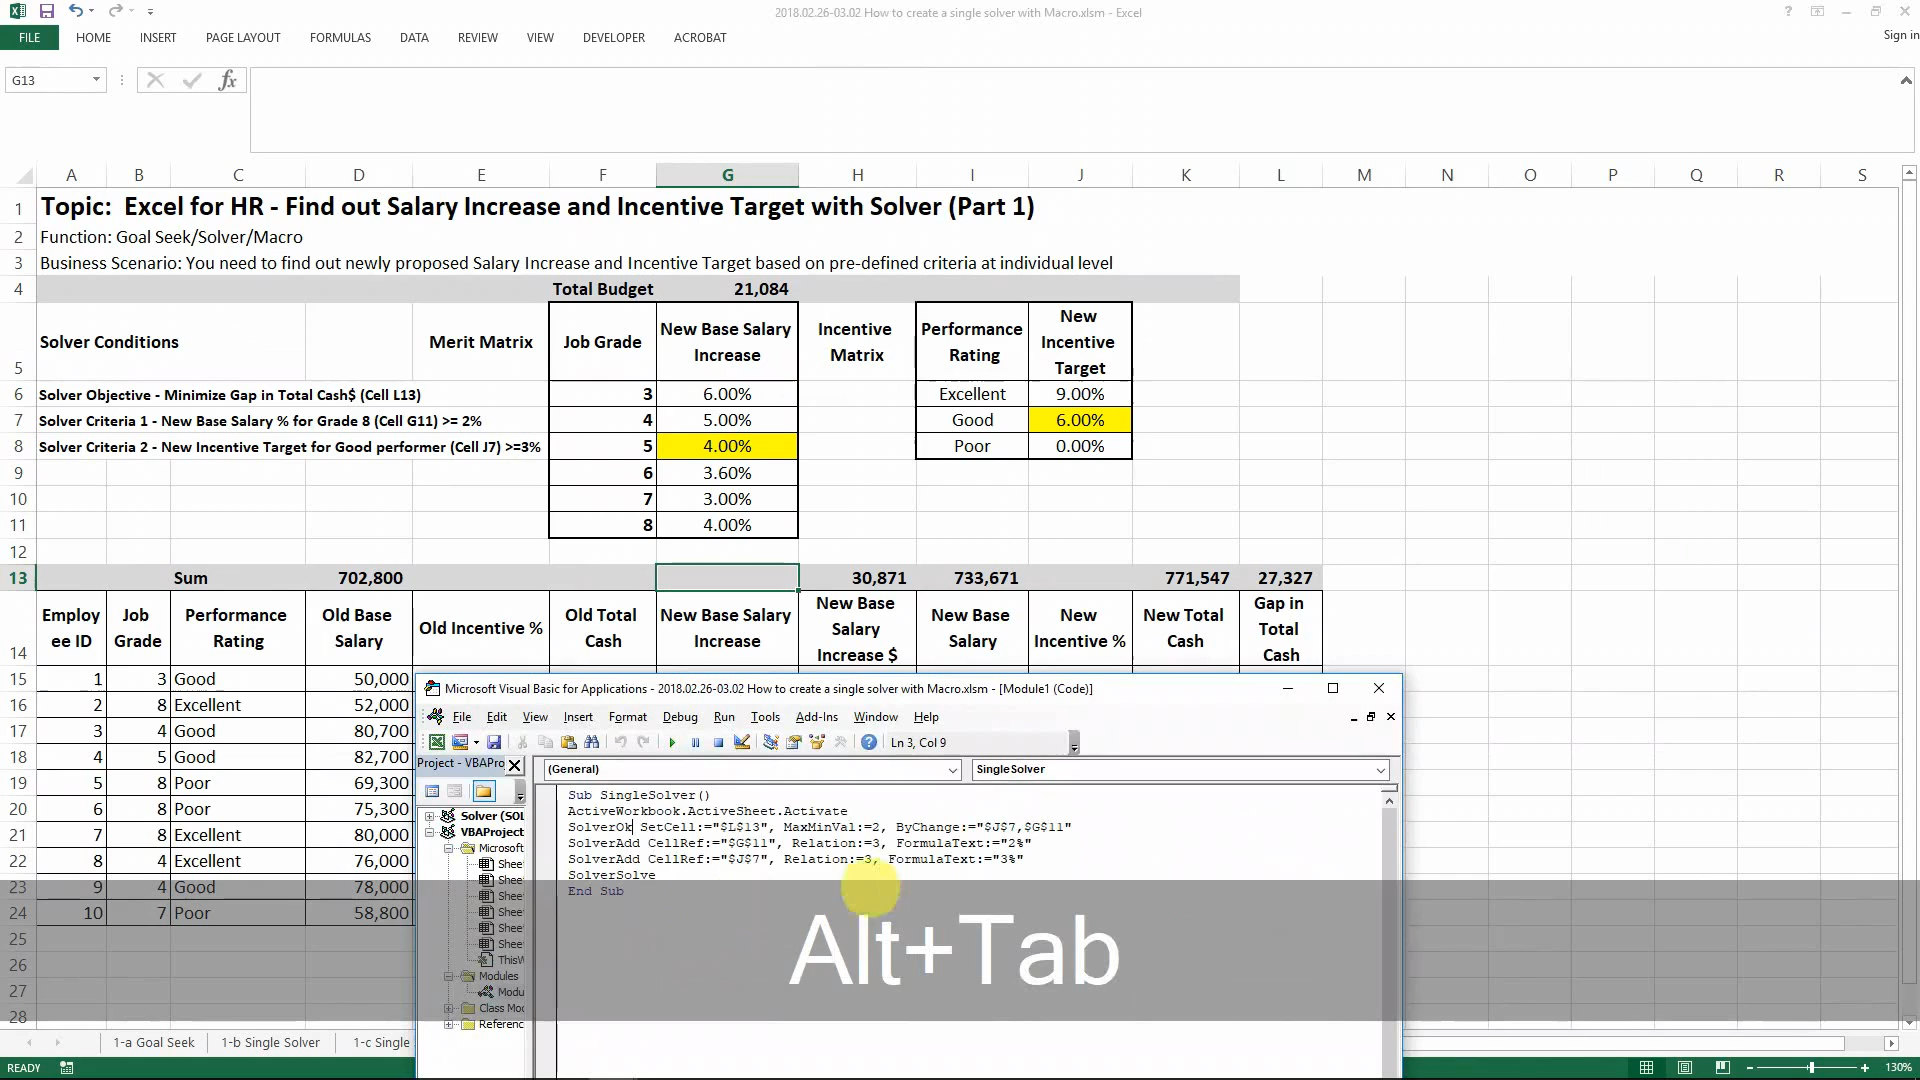 2018.02.26-03.02 How to create a single solver with Macro.xlsm - Excel
FILE HOME INSERT PAGE LAYOUT FORMULAS DATA REVIEW VIEW DEVELOPER ACROBAT
Sign in
G13
fx
A B C D E F G H I J K L M N O P Q R S
1 Topic: Excel for HR - Find out Salary Increase and Incentive Target with Solver (Part 1)
2 Function: Goal Seek/Solver/Macro
3 Business Scenario: You need to find out newly proposed Salary Increase and Incentive Target based on pre-defined criteria at individual level
4 Total Budget 21,084
5 Solver Conditions Merit Matrix Job Grade New Base Salary Increase Incentive Matrix Performance Rating New Incentive Target
6 Solver Objective - Minimize Gap in Total Cash$ (Cell L13) 3 6.00% Excellent 9.00%
7 Solver Criteria 1 - New Base Salary % for Grade 8 (Cell G11) >= 2% 4 5.00% Good 6.00%
8 Solver Criteria 2 - New Incentive Target for Good performer (Cell J7) >=3% 5 4.00% Poor 0.00%
9 6 3.60%
10 7 3.00%
11 8 4.00%
12
13 Sum 702,800 30,871 733,671 771,547 27,327
14 Employ ee ID Job Grade Performance Rating Old Base Salary Old Incentive % Old Total Cash New Base Salary Increase New Base Salary Increase $ New Base Salary New Incentive % New Total Cash Gap in Total Cash
15 1 3 Good 50,000
16 2 8 Excellent 52,000
17 3 4 Good 80,700
18 4 5 Good 82,700
19 5 8 Poor 69,300
20 6 8 Poor 75,300
21 7 8 Excellent 80,000
22 8 4 Excellent 76,000
23 9 4 Good 78,000
24 10 7 Poor 58,800
25
26
27
28
Microsoft Visual Basic for Applications - 2018.02.26-03.02 How to create a single solver with Macro.xlsm - [Module1 (Code)]
File Edit View Insert Format Debug Run Tools Add-Ins Window Help
Ln 3, Col 9
Project - VBAPro
(General) SingleSolver
Solver (SOL
VBAProject
Microsoft
Shee
Shee
Shee
Shee
Shee
Shee
ThisW
Modules
Modu
Class Mod
Referenc
Sub SingleSolver()
ActiveWorkbook.ActiveSheet.Activate
SolverOk SetCell:="$L$13", MaxMinVal:=2, ByChange:="$J$7,$G$11"
SolverAdd CellRef:="$G$11", Relation:=3, FormulaText:="2%"
SolverAdd CellRef:="$J$7", Relation:=3, FormulaText:="3%"
SolverSolve
End Sub
Alt+Tab
1-a Goal Seek 1-b Single Solver 1-c Single
READY 130%